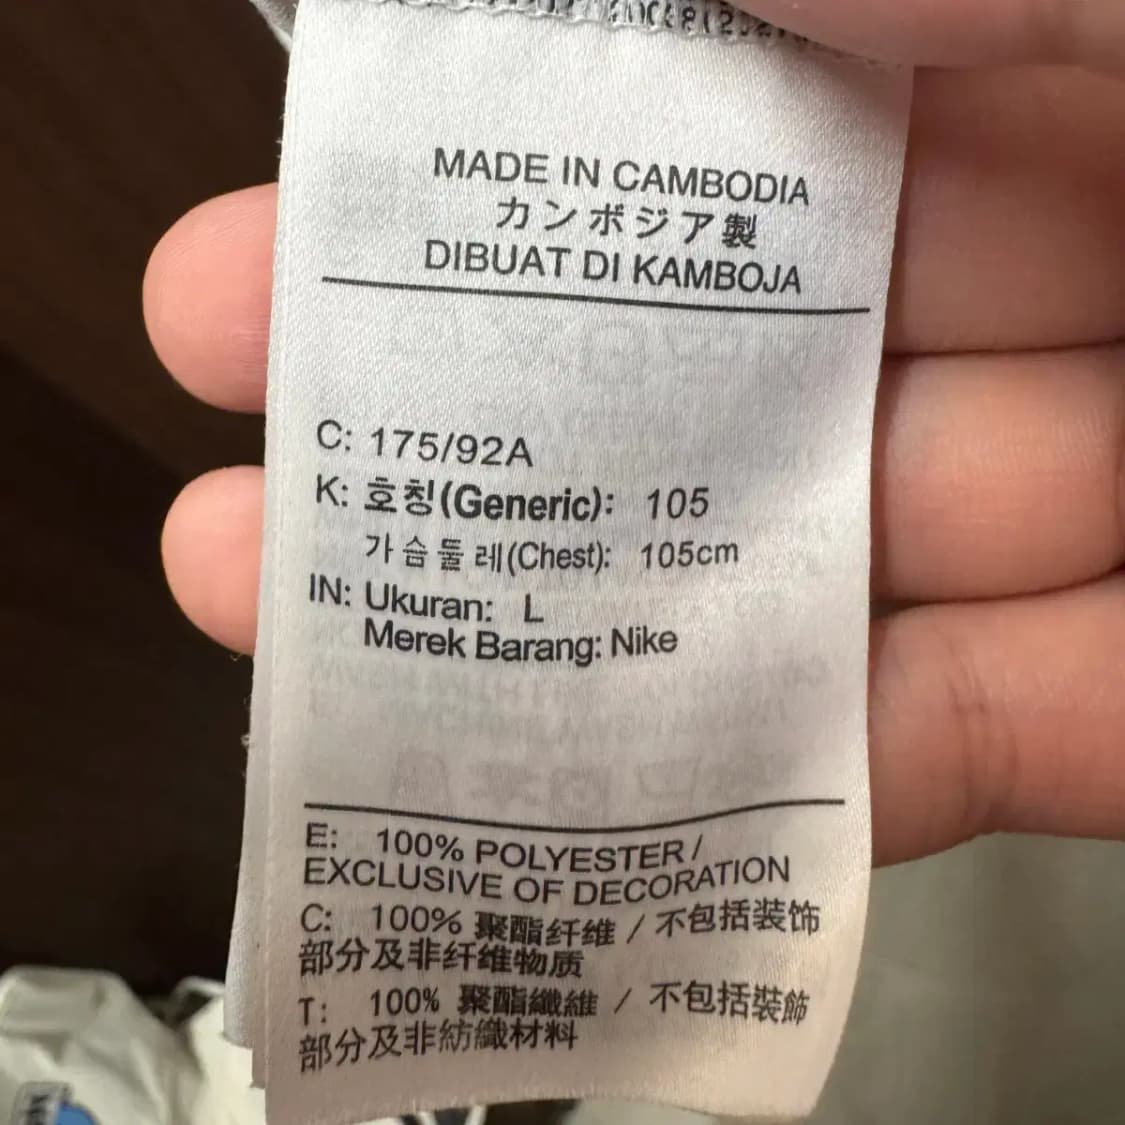 MADE IN CAMBODIA
カンボジア製
DIBUAT DI KAMBOJA
C: 175/92A
K: 호칭(Generic): 105
가슴둘레(Chest): 105cm
IN: Ukuran: L
Merek Barang: Nike
E: 100% POLYESTER /
EXCLUSIVE OF DECORATION
C: 100% 聚酯纤维 / 不包括装饰
部分及非纤维物质
T: 100% 聚酯纖維 / 不包括裝飾
部分及非紡織材料